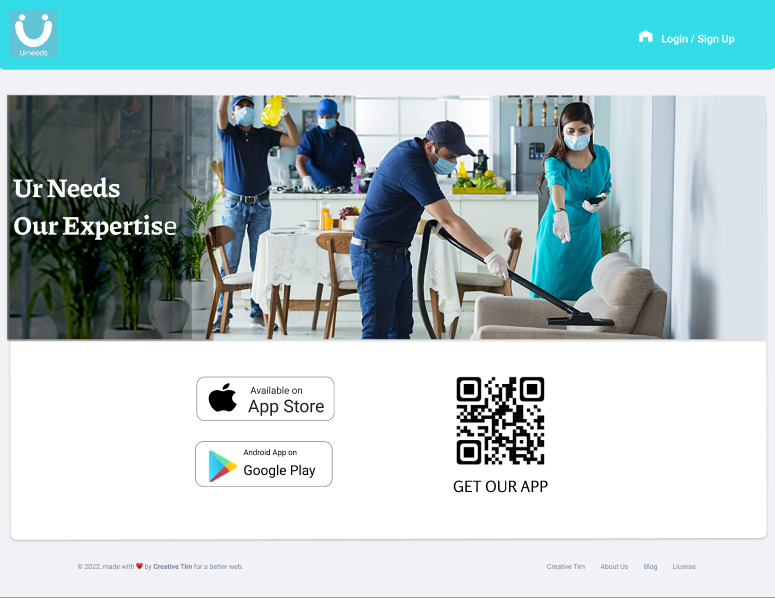 Urneeds
Login / Sign Up
Ur Needs
Our Expertise
Available on
App Store
Android App on
Google Play
GET OUR APP
© 2022, made with ❤ by Creative Tim for a better web.
Creative Tim
About Us
Blog
License